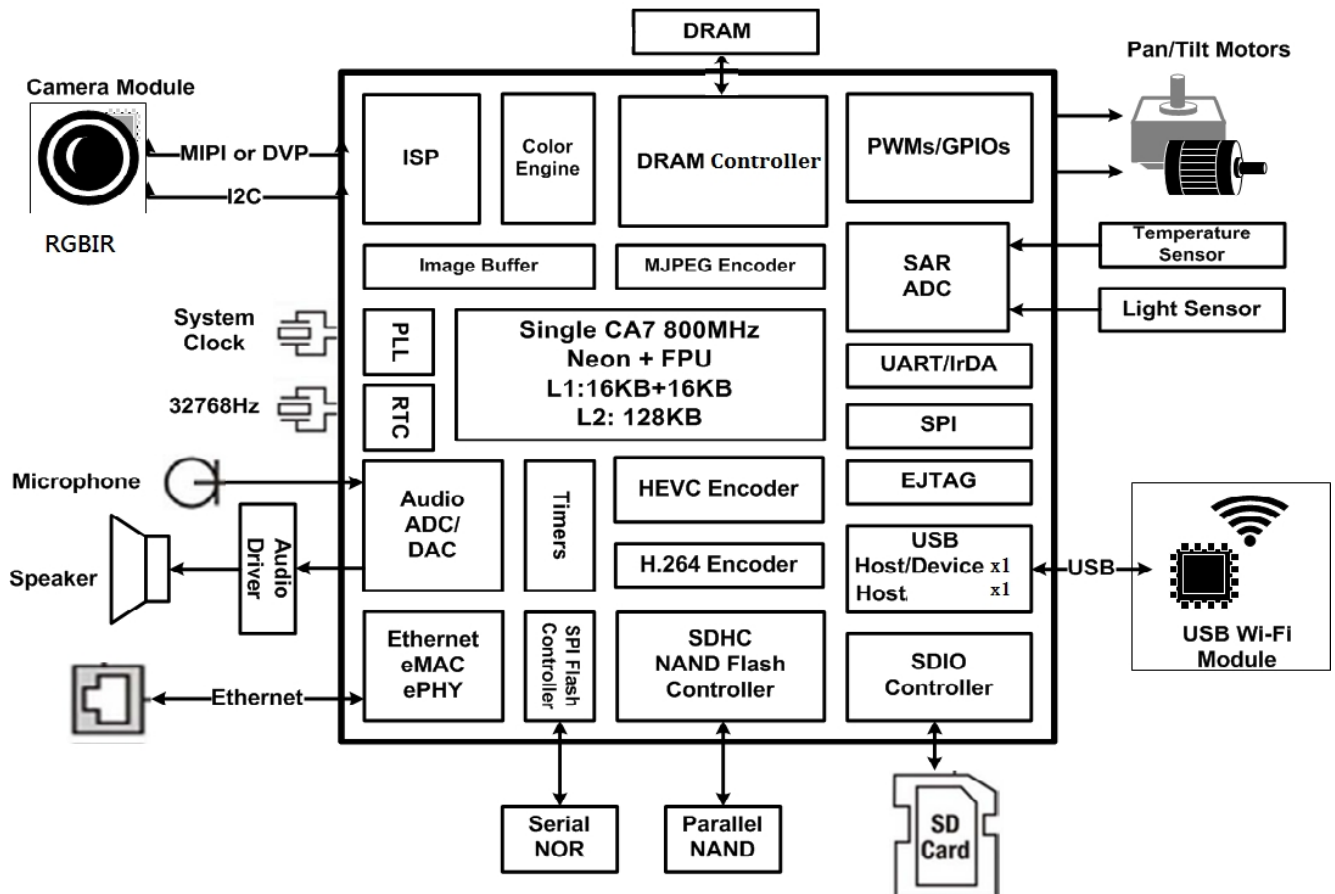 DRAM
Pan/Tilt Motors
Camera Module
MIPI or DVP
I2C
RGBIR
ISP
Color
Engine
DRAM Controller
PWMs/GPIOs
Image Buffer
MJPEG Encoder
SAR
ADC
Temperature
Sensor
Light Sensor
System
Clock
32768Hz
PLL
RTC
Single CA7 800MHz
Neon + FPU
L1:16KB+16KB
L2: 128KB
UART/IrDA
SPI
EJTAG
Microphone
Speaker
Audio
Driver
Audio
ADC/
DAC
Timers
HEVC Encoder
H.264 Encoder
USB
Host/Device x1
Host. x1
USB
USB Wi-Fi
Module
Ethernet
Ethernet
eMAC
ePHY
SPI Flash
Controller
SDHC
NAND Flash
Controller
SDIO
Controller
Serial
NOR
Parallel
NAND
SD
Card